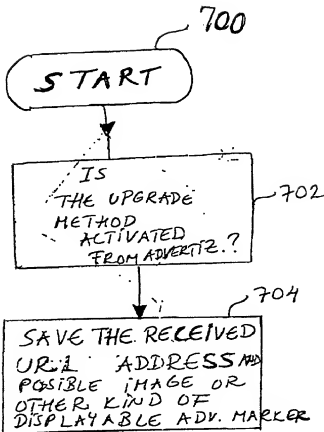 700
START
IS
THE UPGRADE
METHOD
ACTIVATED
FROM ADVERTIZ.?
702
704
SAVE THE RECEIVED
URL ADDRESS AND
POSIBLE IMAGE OR
OTHER KIND OF
DISPLAYABLE ADV. MARKER